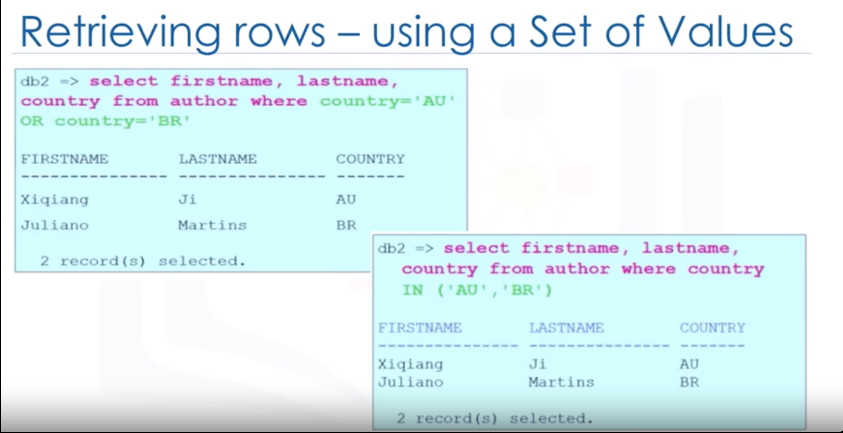 Retrieving rows – using a Set of Values
db2 => select firstname, lastname,
country from author where country='AU'
OR country='BR'
FIRSTNAME LASTNAME COUNTRY
--------------- --------------- -------
Xiqiang Ji AU
Juliano Martins BR
2 record(s) selected.
db2 => select firstname, lastname,
country from author where country
IN ('AU','BR')
FIRSTNAME LASTNAME COUNTRY
--------------- --------------- -------
Xiqiang Ji AU
Juliano Martins BR
2 record(s) selected.